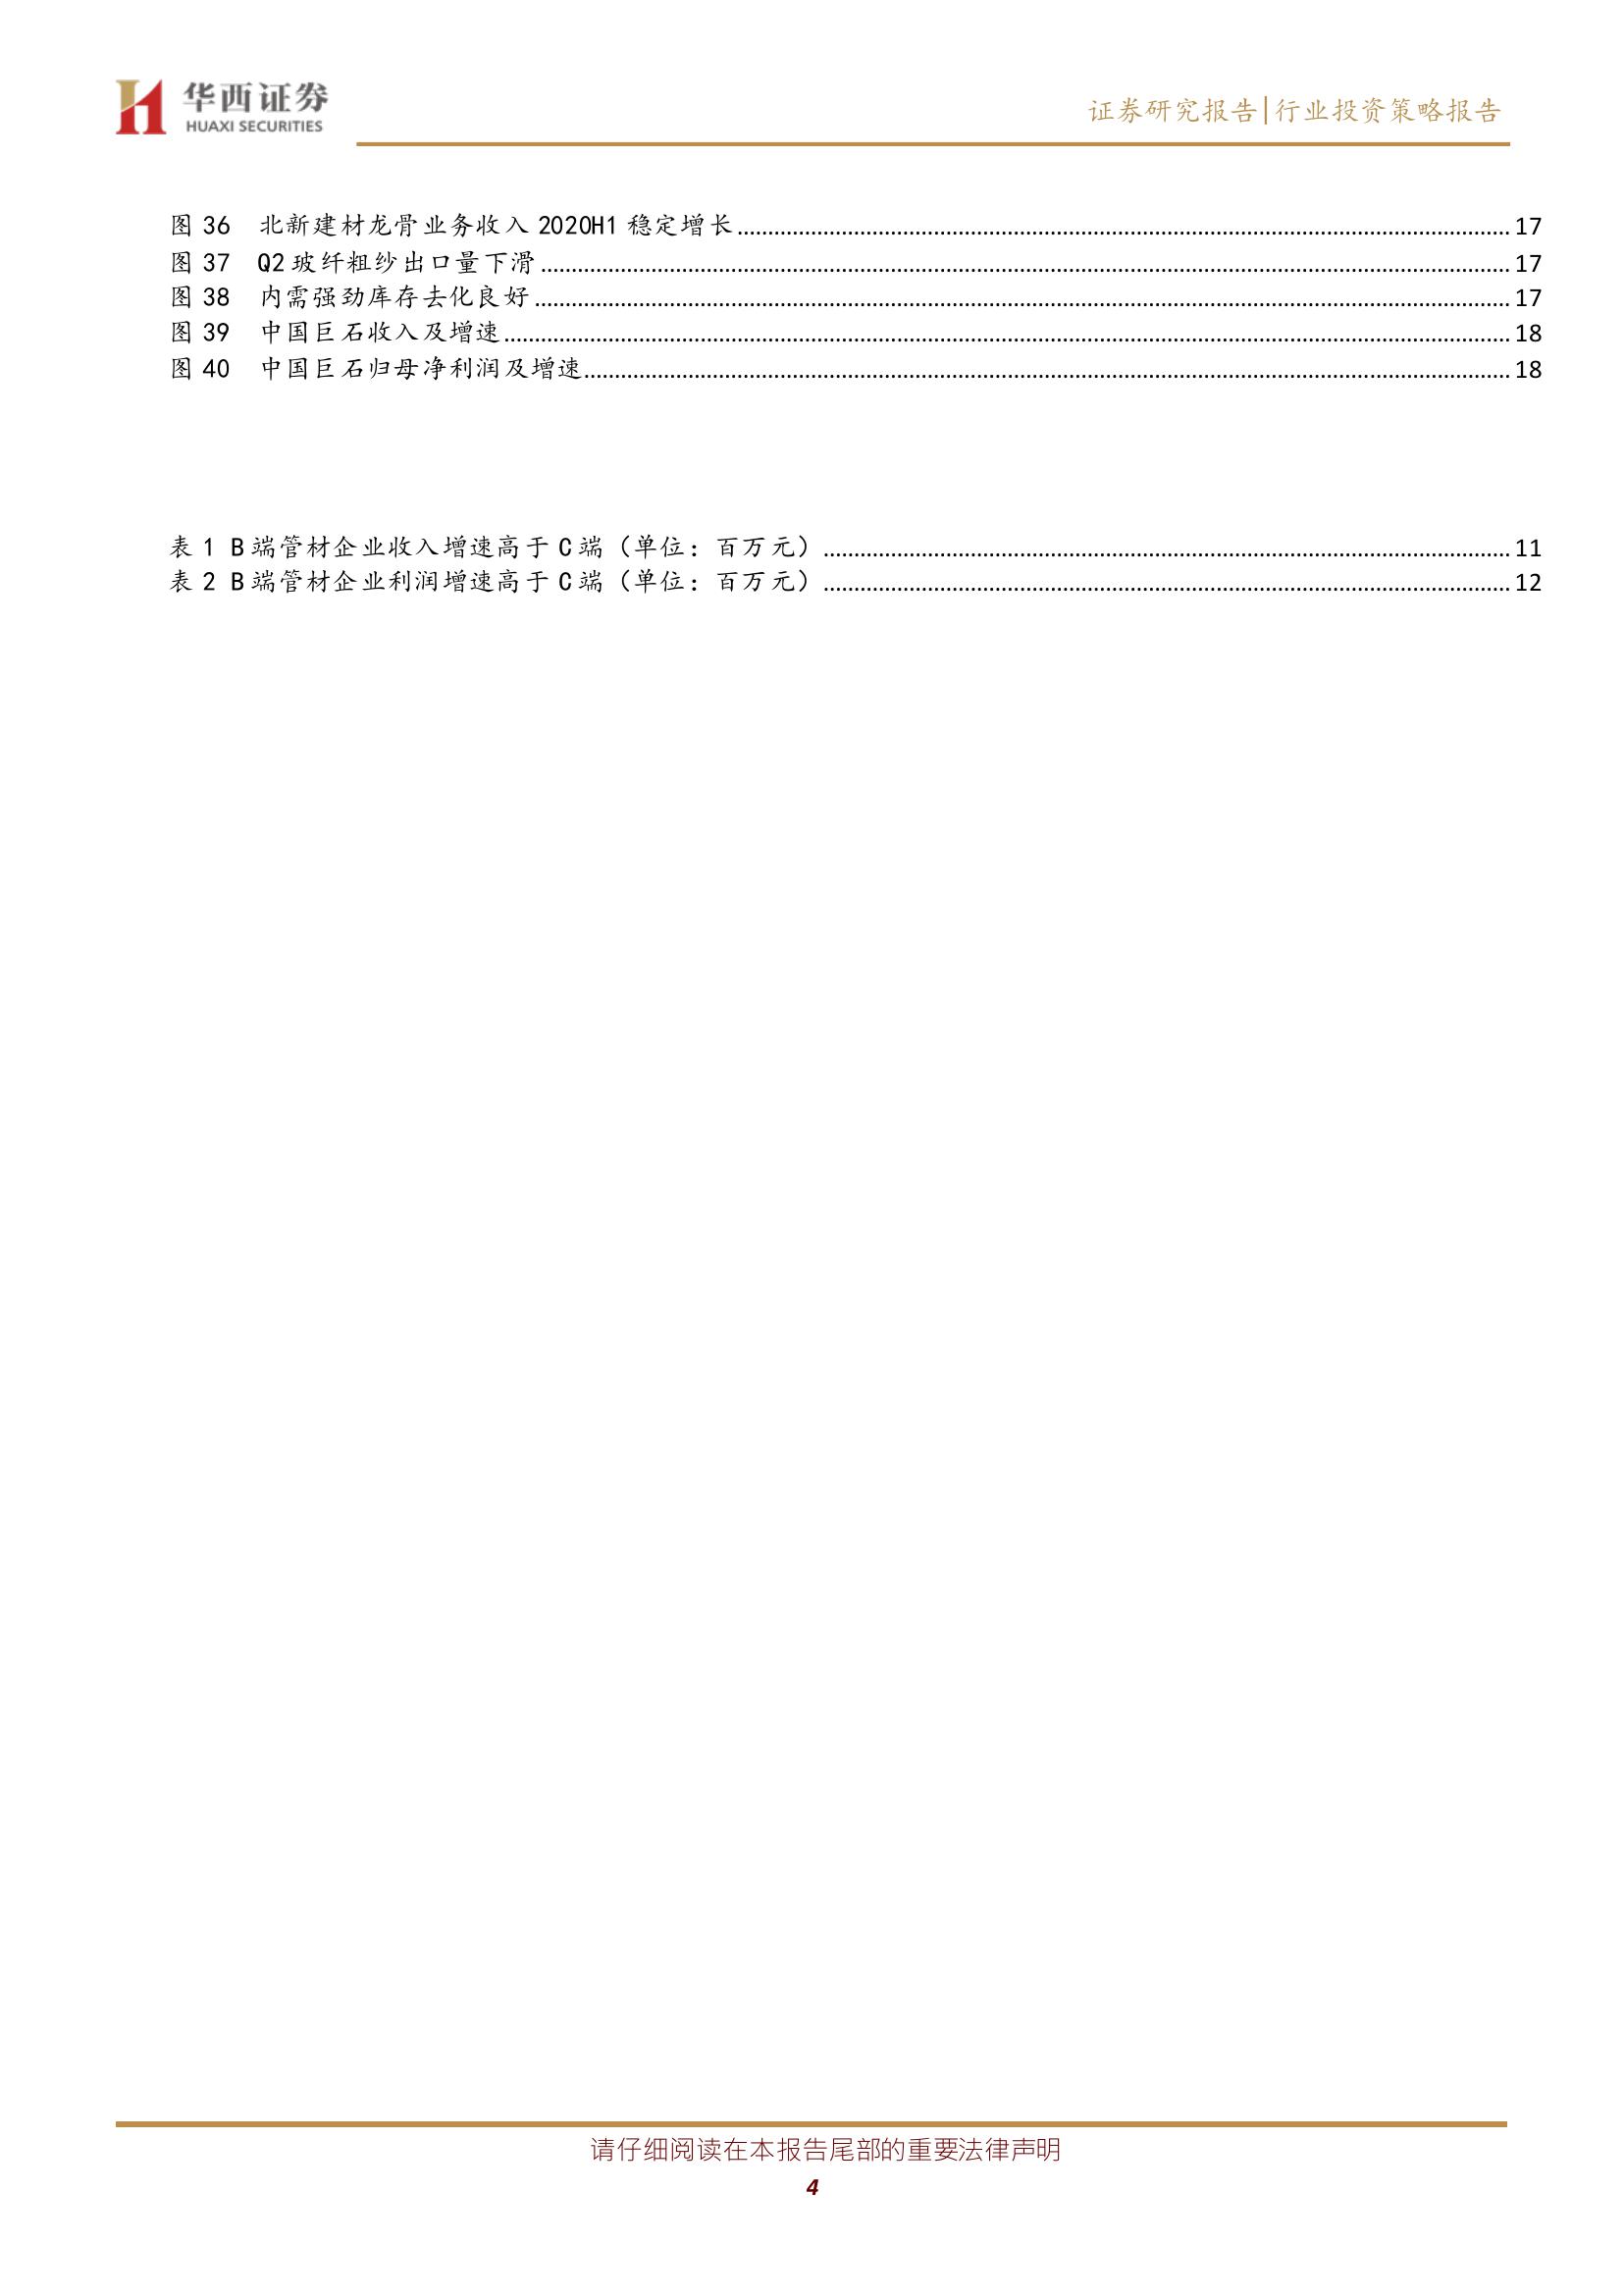 华西证券
HUAXI SECURITIES
证券研究报告|行业投资策略报告
图 36 北新建材龙骨业务收入 2020H1 稳定增长 17
图 37 Q2 玻纤粗纱出口量下滑 17
图 38 内需强劲库存去化良好 17
图 39 中国巨石收入及增速 18
图 40 中国巨石归母净利润及增速 18
表 1 B 端管材企业收入增速高于 C 端（单位：百万元） 11
表 2 B 端管材企业利润增速高于 C 端（单位：百万元） 12
请仔细阅读在本报告尾部的重要法律声明
4